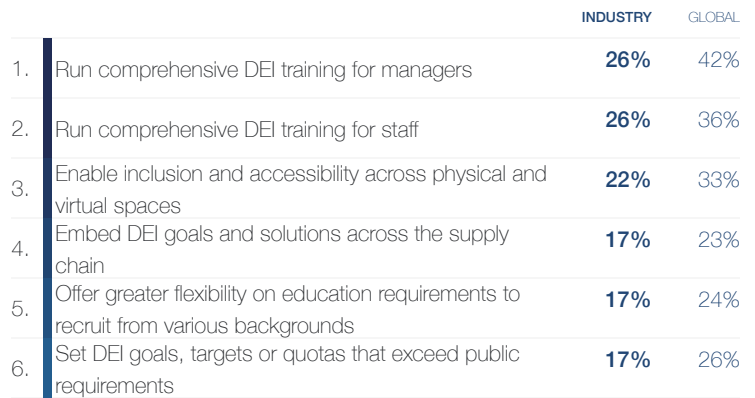 INDUSTRY GLOBAL
1. Run comprehensive DEI training for managers 26% 42%
2. Run comprehensive DEI training for staff 26% 36%
3. Enable inclusion and accessibility across physical and
virtual spaces 22% 33%
4. Embed DEI goals and solutions across the supply
chain 17% 23%
5. Offer greater flexibility on education requirements to
recruit from various backgrounds 17% 24%
6. Set DEI goals, targets or quotas that exceed public
requirements 17% 26%